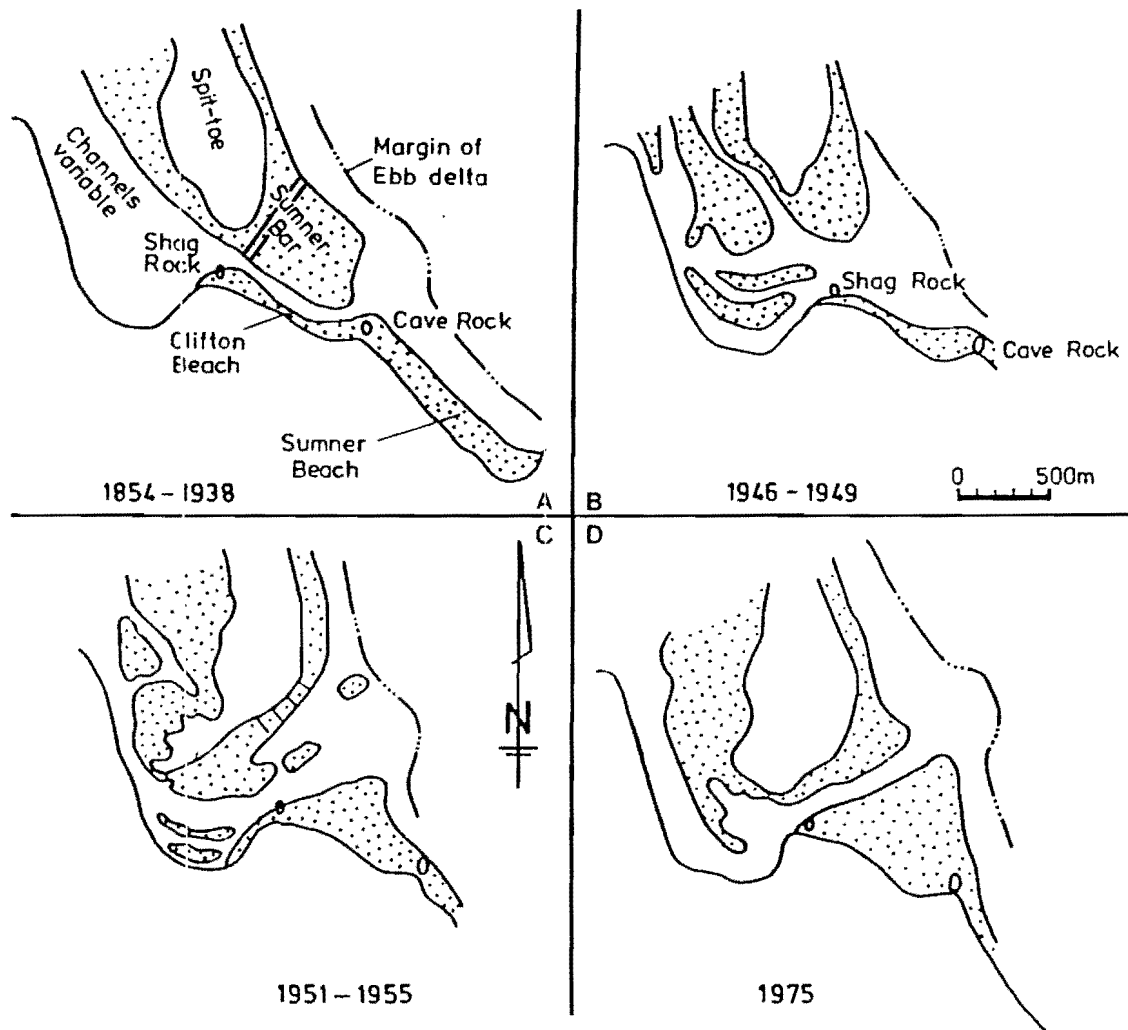 Spit-toe
Channels
variable
Margin of
Ebb delta
Sumner
Bar
Shag
Rock
Cave Rock
Clifton
Beach
Sumner
Beach
1854-1938
A
B
Shag Rock
Cave Rock
0 500m
1946-1949
C
D
N
1951-1955
1975